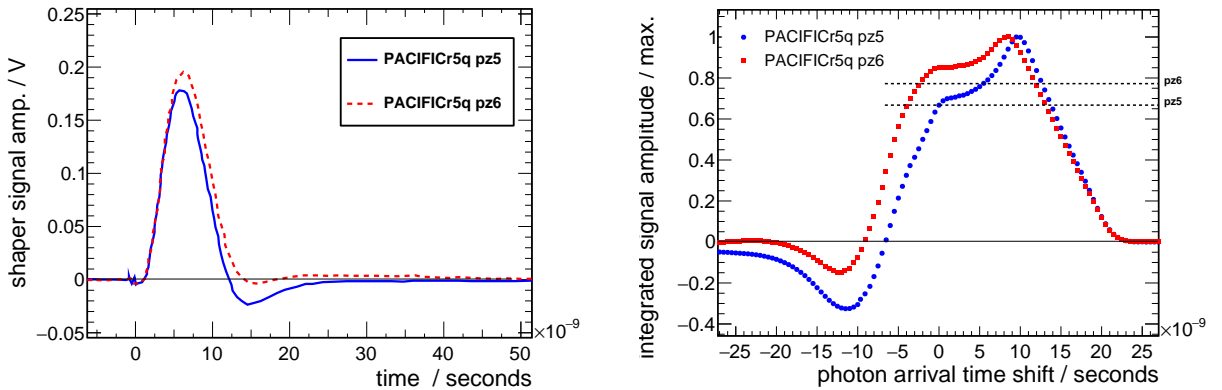 0.25
0.2
0.15
0.1
0.05
0
−0.05
shaper signal amp. / V
PACIFICr5q pz5
PACIFICr5q pz6
0 10 20 30 40 50
×10−9
time / seconds
1
0.8
0.6
0.4
0.2
0
−0.2
−0.4
integrated signal amplitude / max.
PACIFICr5q pz5
PACIFICr5q pz6
pz6
pz5
−25 −20 −15 −10 −5 0 5 10 15 20 25
×10−9
photon arrival time shift / seconds